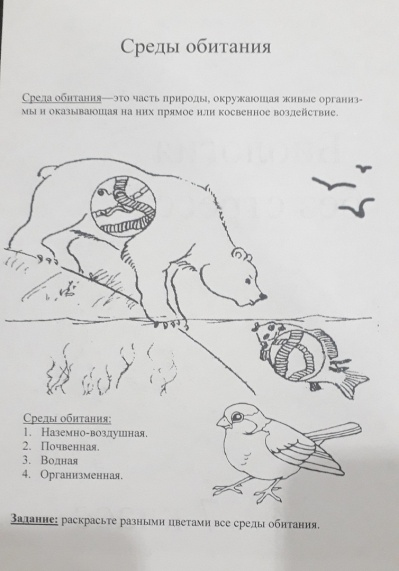 Среды обитания
Среда обитания—это часть природы, окружающая живые организ-
мы и оказывающая на них прямое или косвенное воздействие.
Среды обитания:
1. Наземно-воздушная.
2. Почвенная.
3. Водная
4. Организменная.
Задание: раскрасьте разными цветами все среды обитания.